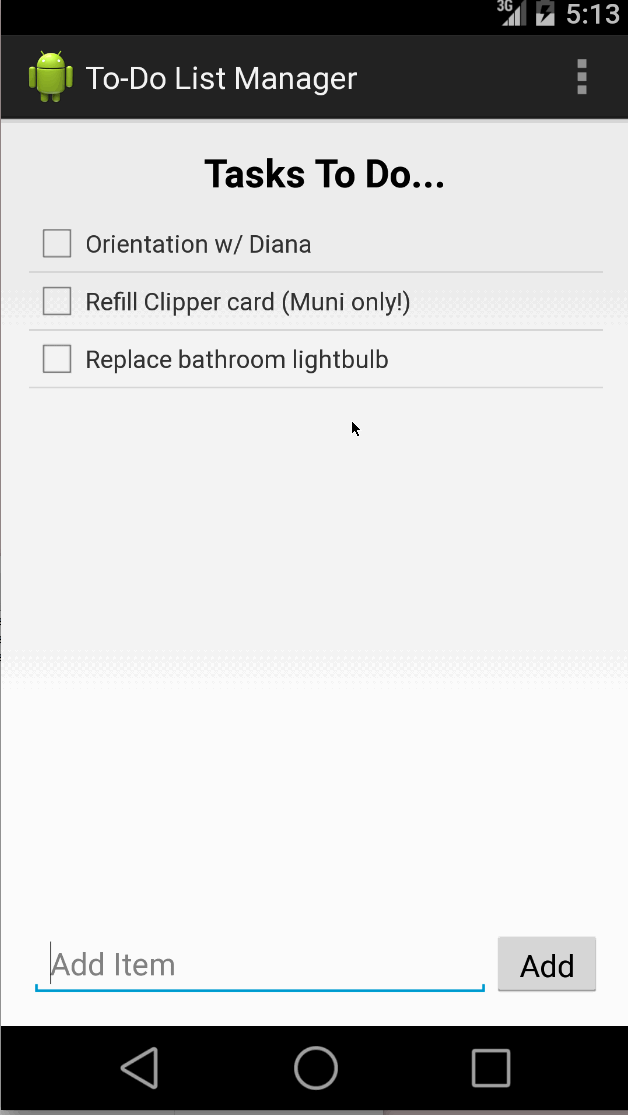 3G 5:13
To-Do List Manager
Tasks To Do...
Orientation w/ Diana
Refill Clipper card (Muni only!)
Replace bathroom lightbulb
Add Item Add